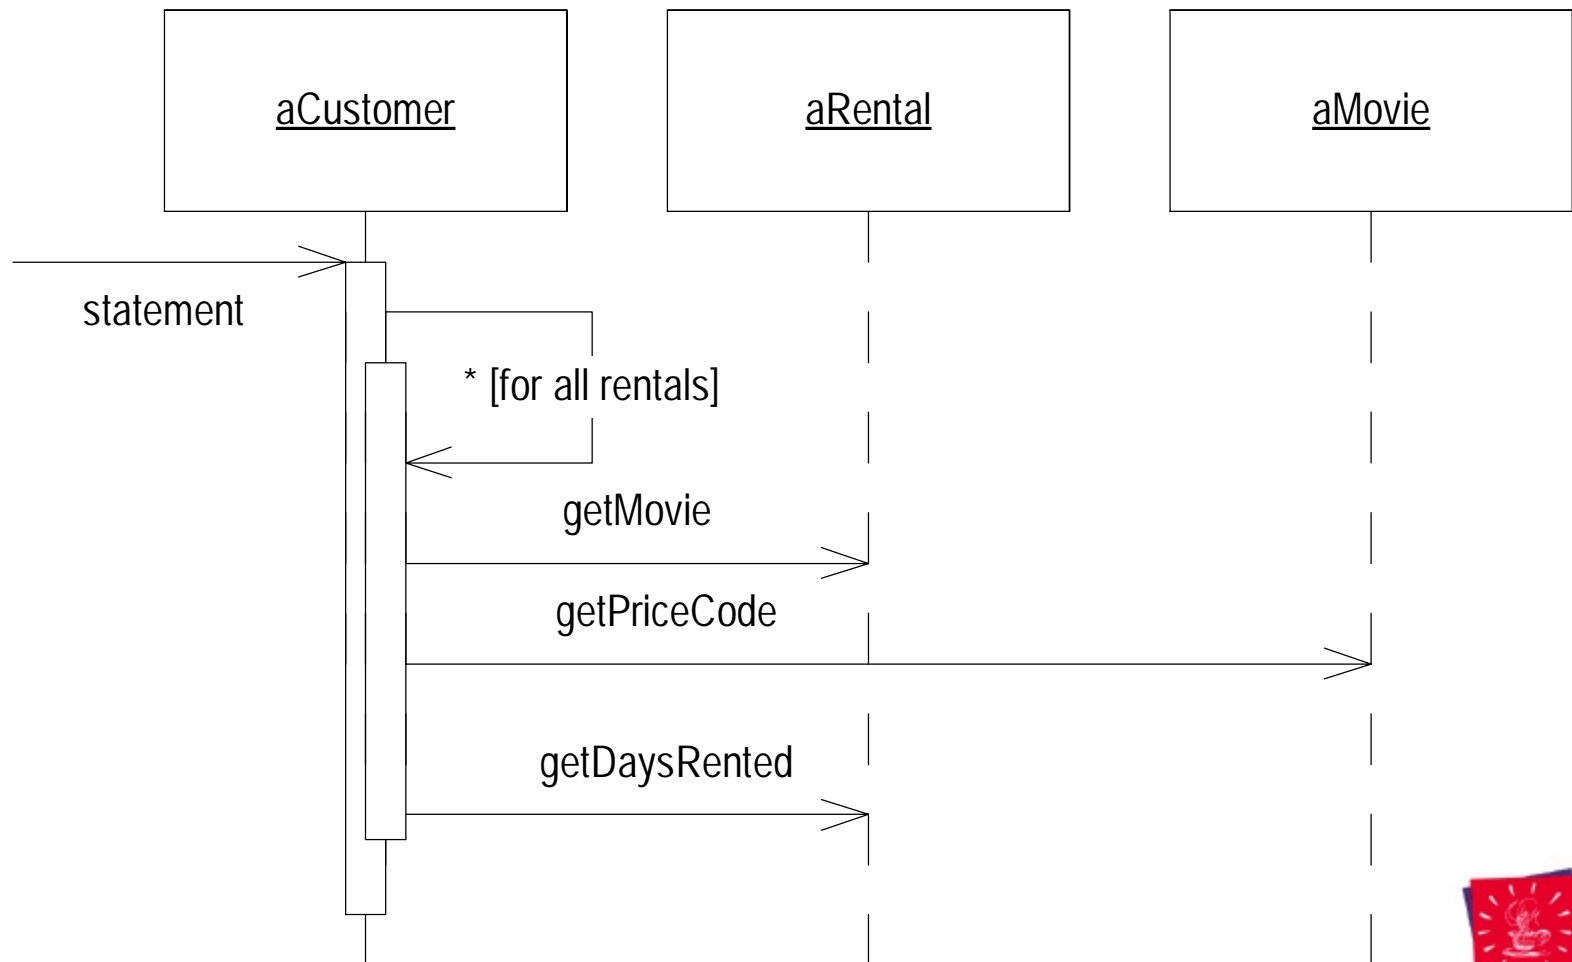 aCustomer
aRental
aMovie
statement
* [for all rentals]
getMovie
getPriceCode
getDaysRented